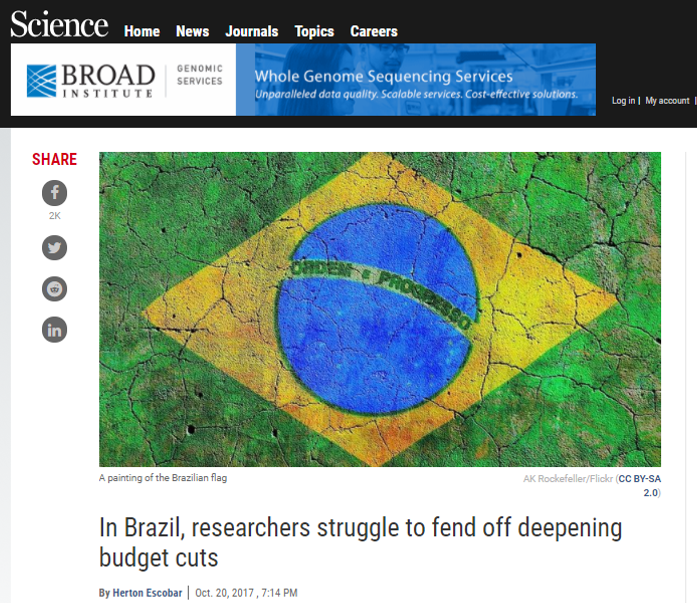 Science
Home News Journals Topics Careers
BROAD INSTITUTE
GENOMIC SERVICES
Whole Genome Sequencing Services
Unparalleled data quality. Scalable services. Cost-effective solutions.
Log in | My account |
SHARE
2K
ORDEM E PROGRESSO
A painting of the Brazilian flag
AK Rockefeller/Flickr (CC BY-SA
2.0)
In Brazil, researchers struggle to fend off deepening
budget cuts
By Herton Escobar | Oct. 20, 2017 , 7:14 PM